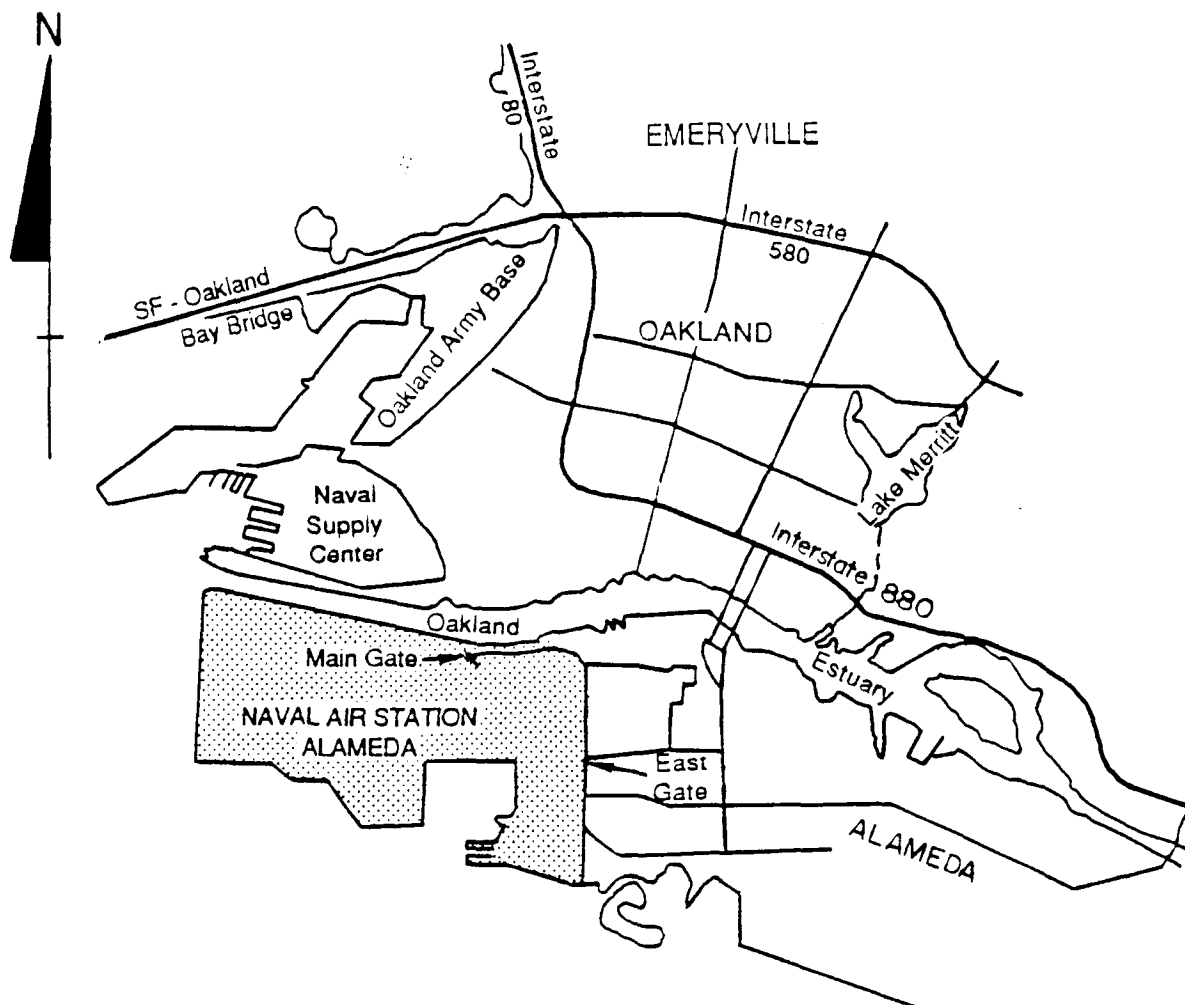 N
Interstate
80
EMERYVILLE
Interstate
580
SF - Oakland
Bay Bridge
Oakland Army Base
OAKLAND
Lake Merritt
Naval
Supply
Center
Interstate 880
Oakland
Estuary
Main Gate
NAVAL AIR STATION
ALAMEDA
East
Gate
ALAMEDA